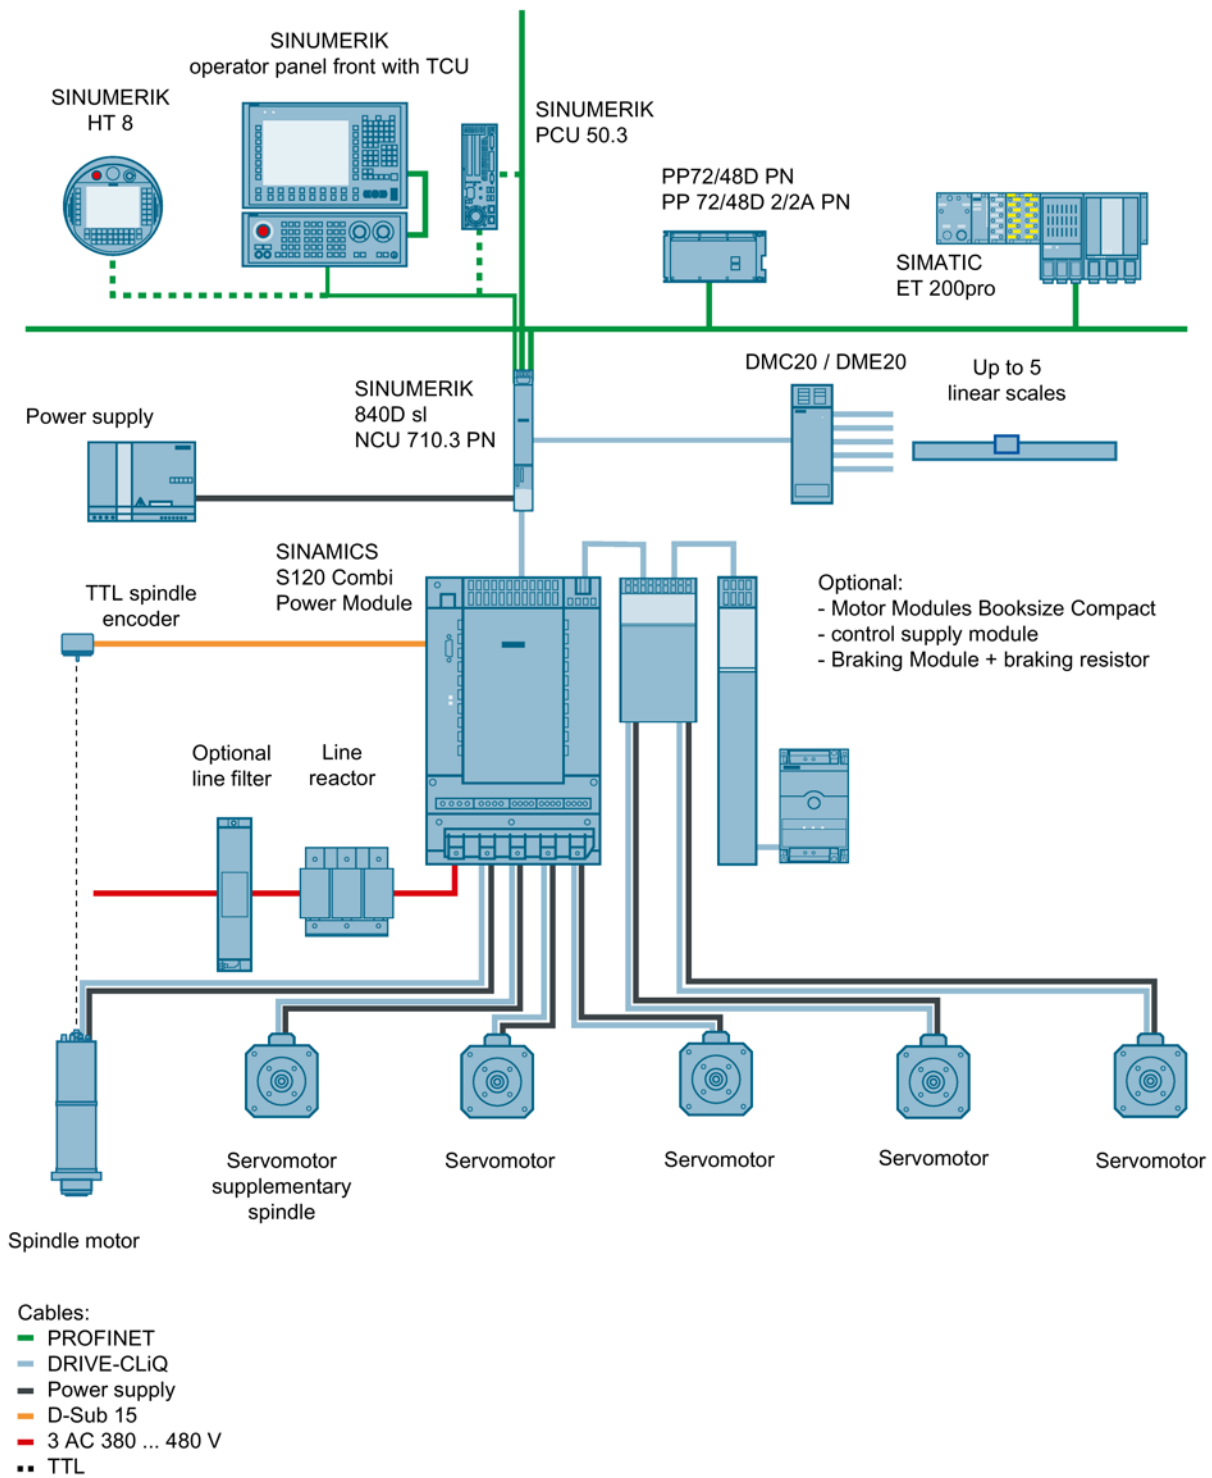 SINUMERIK
operator panel front with TCU
SINUMERIK
HT 8
SINUMERIK
PCU 50.3
PP72/48D PN
PP 72/48D 2/2A PN
SIMATIC
ET 200pro
DMC20 / DME20
Up to 5
linear scales
SINUMERIK
840D sl
NCU 710.3 PN
Power supply
SINAMICS
S120 Combi
Power Module
TTL spindle
encoder
Optional:
- Motor Modules Booksize Compact
- control supply module
- Braking Module + braking resistor
Optional
line filter
Line
reactor
Servomotor
supplementary
spindle
Servomotor
Servomotor
Servomotor
Servomotor
Spindle motor
Cables:
PROFINET
DRIVE-CLiQ
Power supply
D-Sub 15
3 AC 380 ... 480 V
TTL